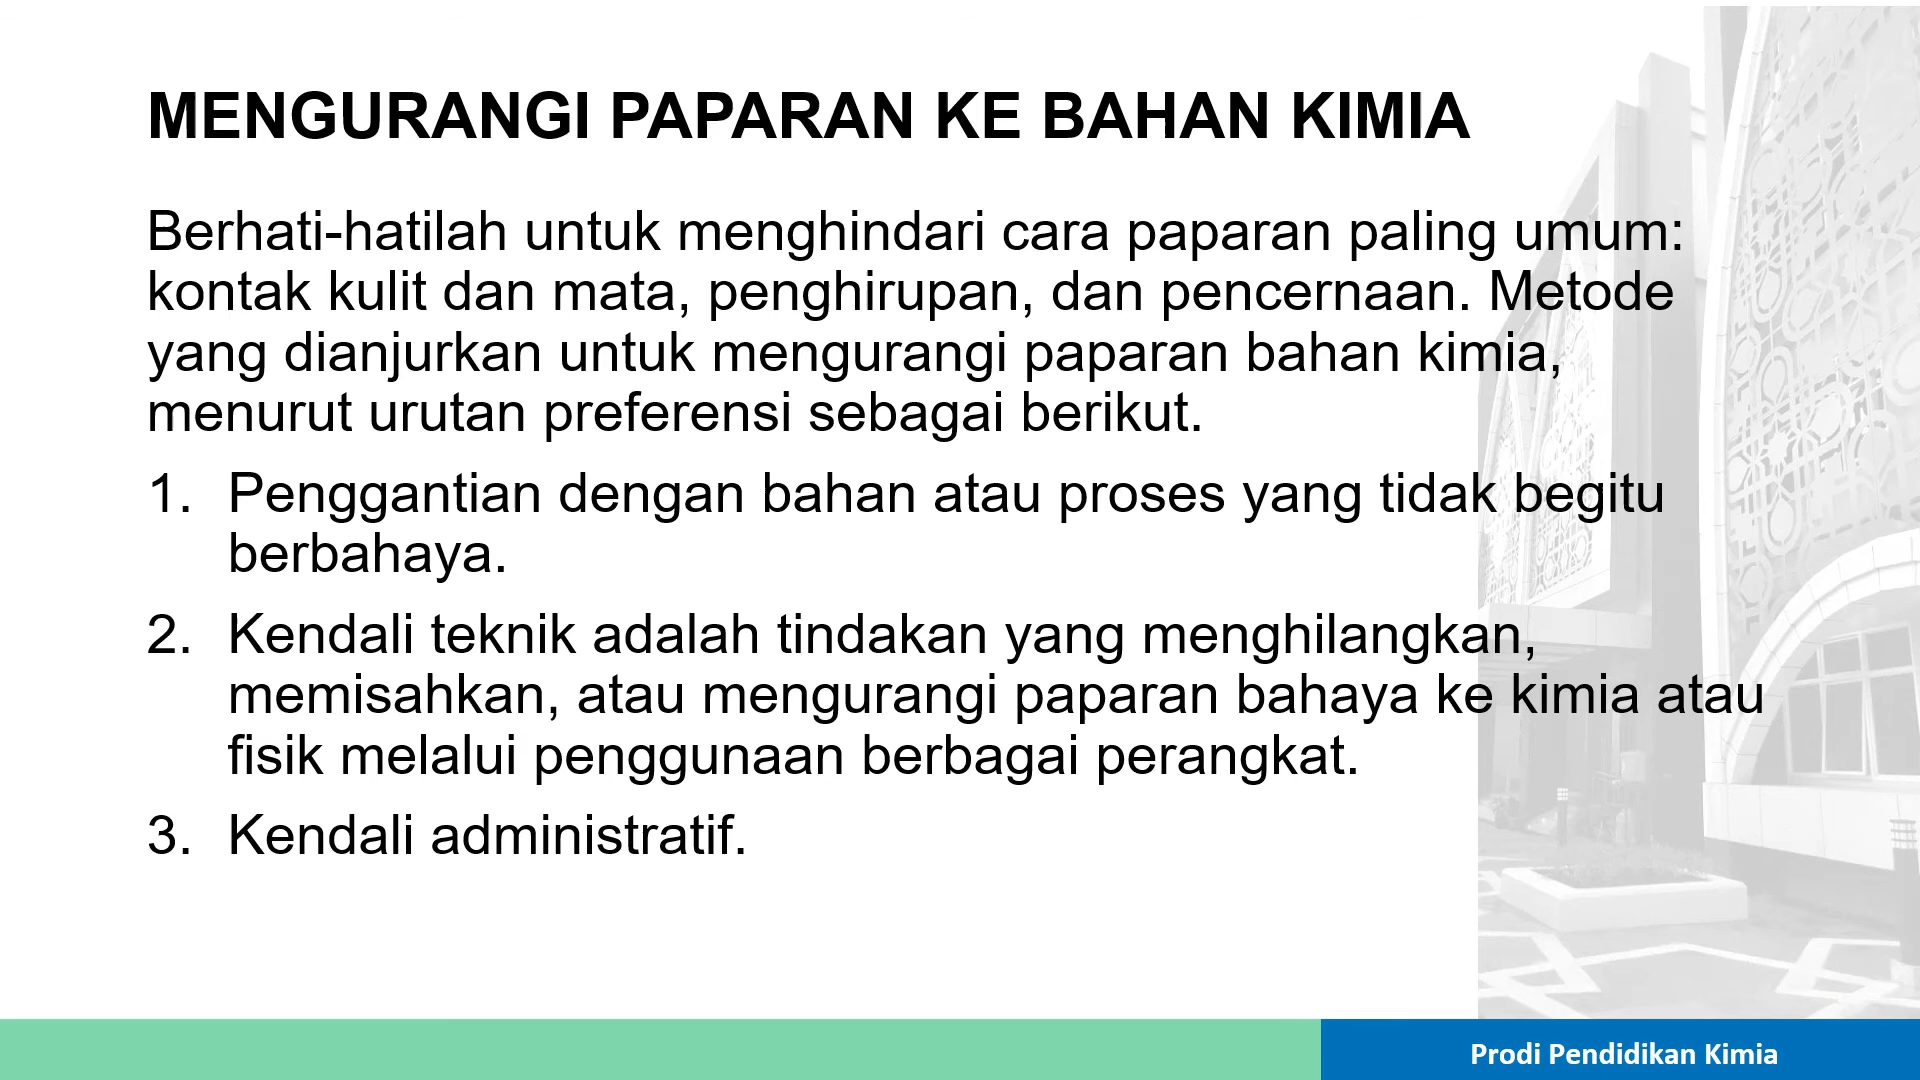 MENGURANGI PAPARAN KE BAHAN KIMIA
Berhati-hatilah untuk menghindari cara paparan paling umum:
kontak kulit dan mata, penghirupan, dan pencernaan. Metode
yang dianjurkan untuk mengurangi paparan bahan kimia,
menurut urutan preferensi sebagai berikut.
1. Penggantian dengan bahan atau proses yang tidak begitu
berbahaya.
2. Kendali teknik adalah tindakan yang menghilangkan,
memisahkan, atau mengurangi paparan bahaya ke kimia atau
fisik melalui penggunaan berbagai perangkat.
3. Kendali administratif.
Prodi Pendidikan Kimia